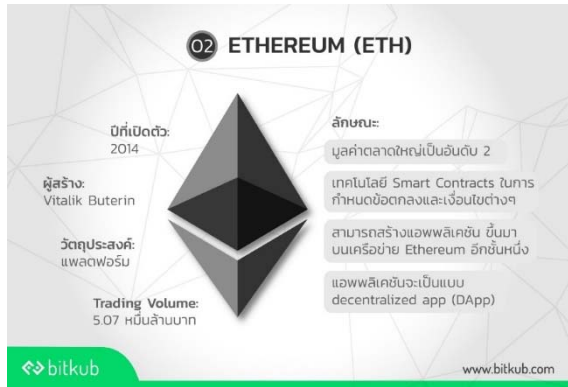 02 ETHEREUM (ETH)
ปีที่เปิดตัว:
2014
ผู้สร้าง:
Vitalik Buterin
วัตถุประสงค์:
แพลตฟอร์ม
Trading Volume:
5.07 หมื่นล้านบาท
ลักษณะ:
มูลค่าตลาดใหญ่เป็นอันดับ 2
เทคโนโลยี Smart Contracts ในการ
กำหนดข้อตกลงและเงื่อนไขต่างๆ
สามารถสร้างแอพพลิเคชัน ขึ้นมา
บนเครือข่าย Ethereum อีกชั้นหนึ่ง
แอพพลิเคชันจะเป็นแบบ
decentralized app (DApp)
bitkub
www.bitkub.com